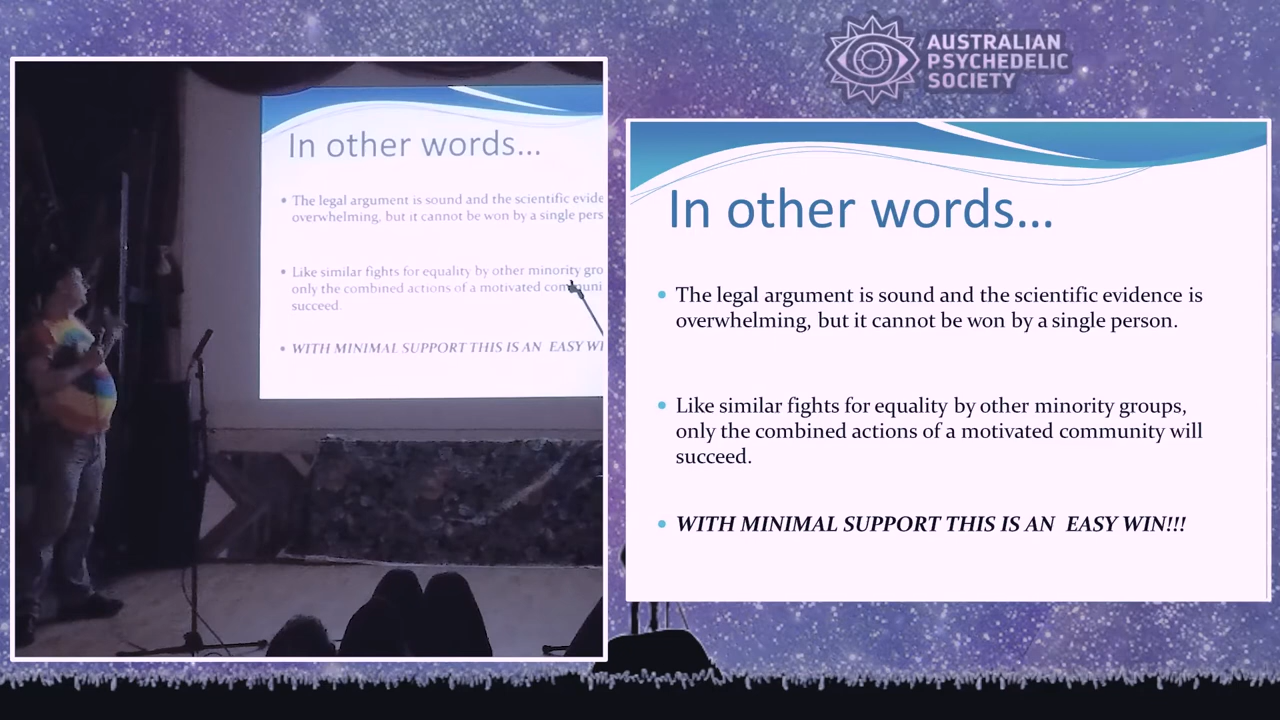 AUSTRALIAN
PSYCHEDELIC
SOCIETY
In other words...
• The legal argument is sound and the scientific evide
overwhelming, but it cannot be won by a single pers
• Like similar fights for equality by other minority gro
only the combined actions of a motivated communi
succeed.
• WITH MINIMAL SUPPORT THIS IS AN EASY WI
In other words...
• The legal argument is sound and the scientific evidence is
overwhelming, but it cannot be won by a single person.
• Like similar fights for equality by other minority groups,
only the combined actions of a motivated community will
succeed.
• WITH MINIMAL SUPPORT THIS IS AN  EASY WIN!!!